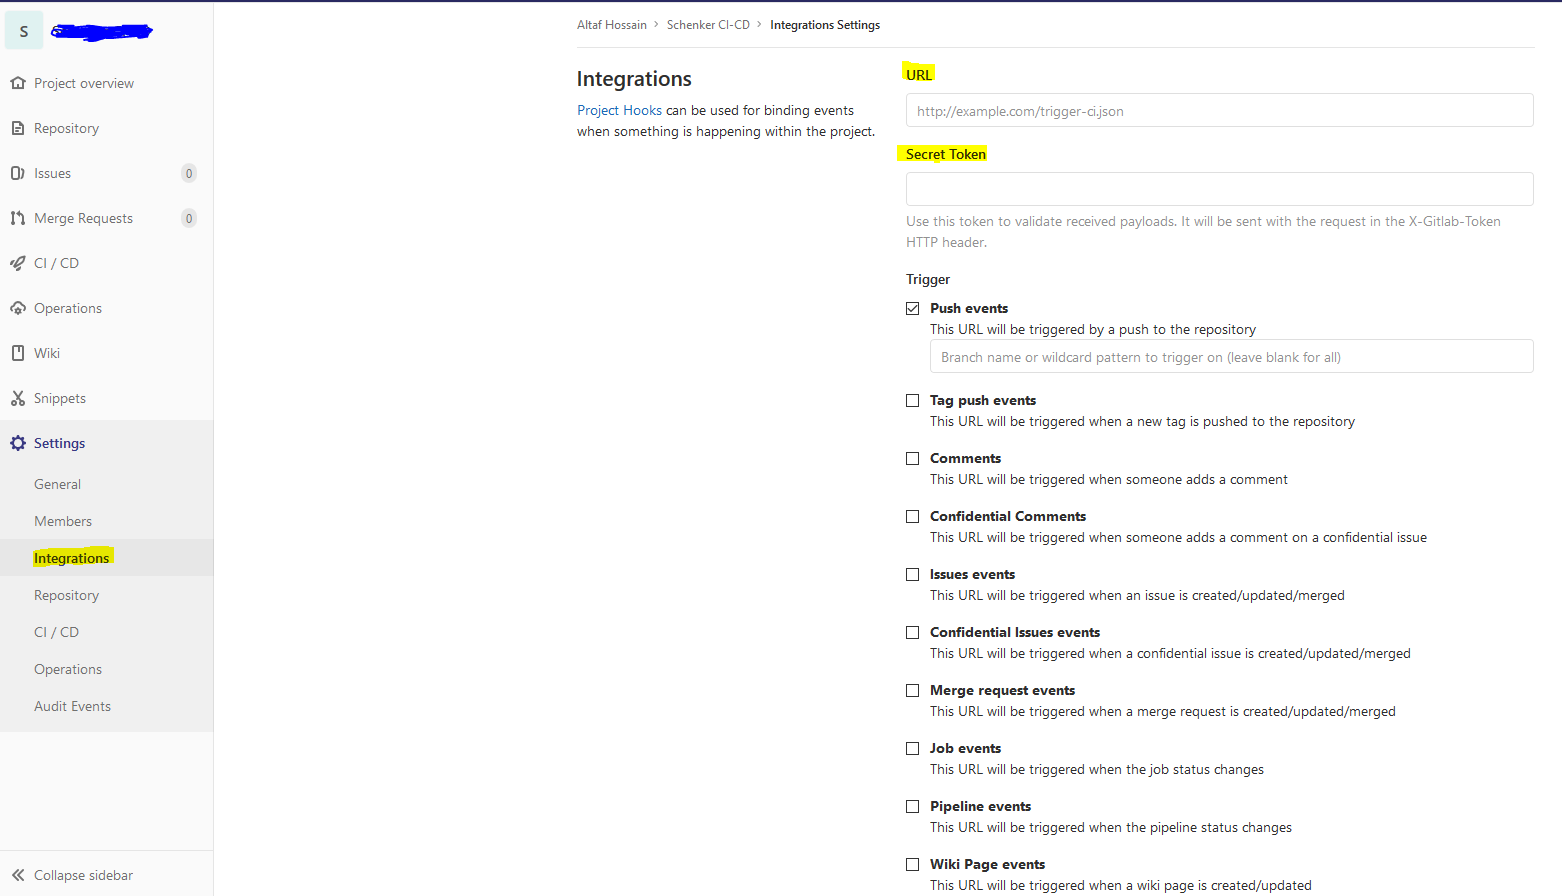 S
Project overview
Repository
Issues 0
Merge Requests 0
CI / CD
Operations
Wiki
Snippets
Settings
General
Members
Integrations
Repository
CI / CD
Operations
Audit Events
Collapse sidebar
Altaf Hossain > Schenker CI-CD > Integrations Settings
Integrations
Project Hooks can be used for binding events
when something is happening within the project.
URL
http://example.com/trigger-ci.json
Secret Token
Use this token to validate received payloads. It will be sent with the request in the X-Gitlab-Token
HTTP header.
Trigger
Push events
This URL will be triggered by a push to the repository
Branch name or wildcard pattern to trigger on (leave blank for all)
Tag push events
This URL will be triggered when a new tag is pushed to the repository
Comments
This URL will be triggered when someone adds a comment
Confidential Comments
This URL will be triggered when someone adds a comment on a confidential issue
Issues events
This URL will be triggered when an issue is created/updated/merged
Confidential Issues events
This URL will be triggered when a confidential issue is created/updated/merged
Merge request events
This URL will be triggered when a merge request is created/updated/merged
Job events
This URL will be triggered when the job status changes
Pipeline events
This URL will be triggered when the pipeline status changes
Wiki Page events
This URL will be triggered when a wiki page is created/updated